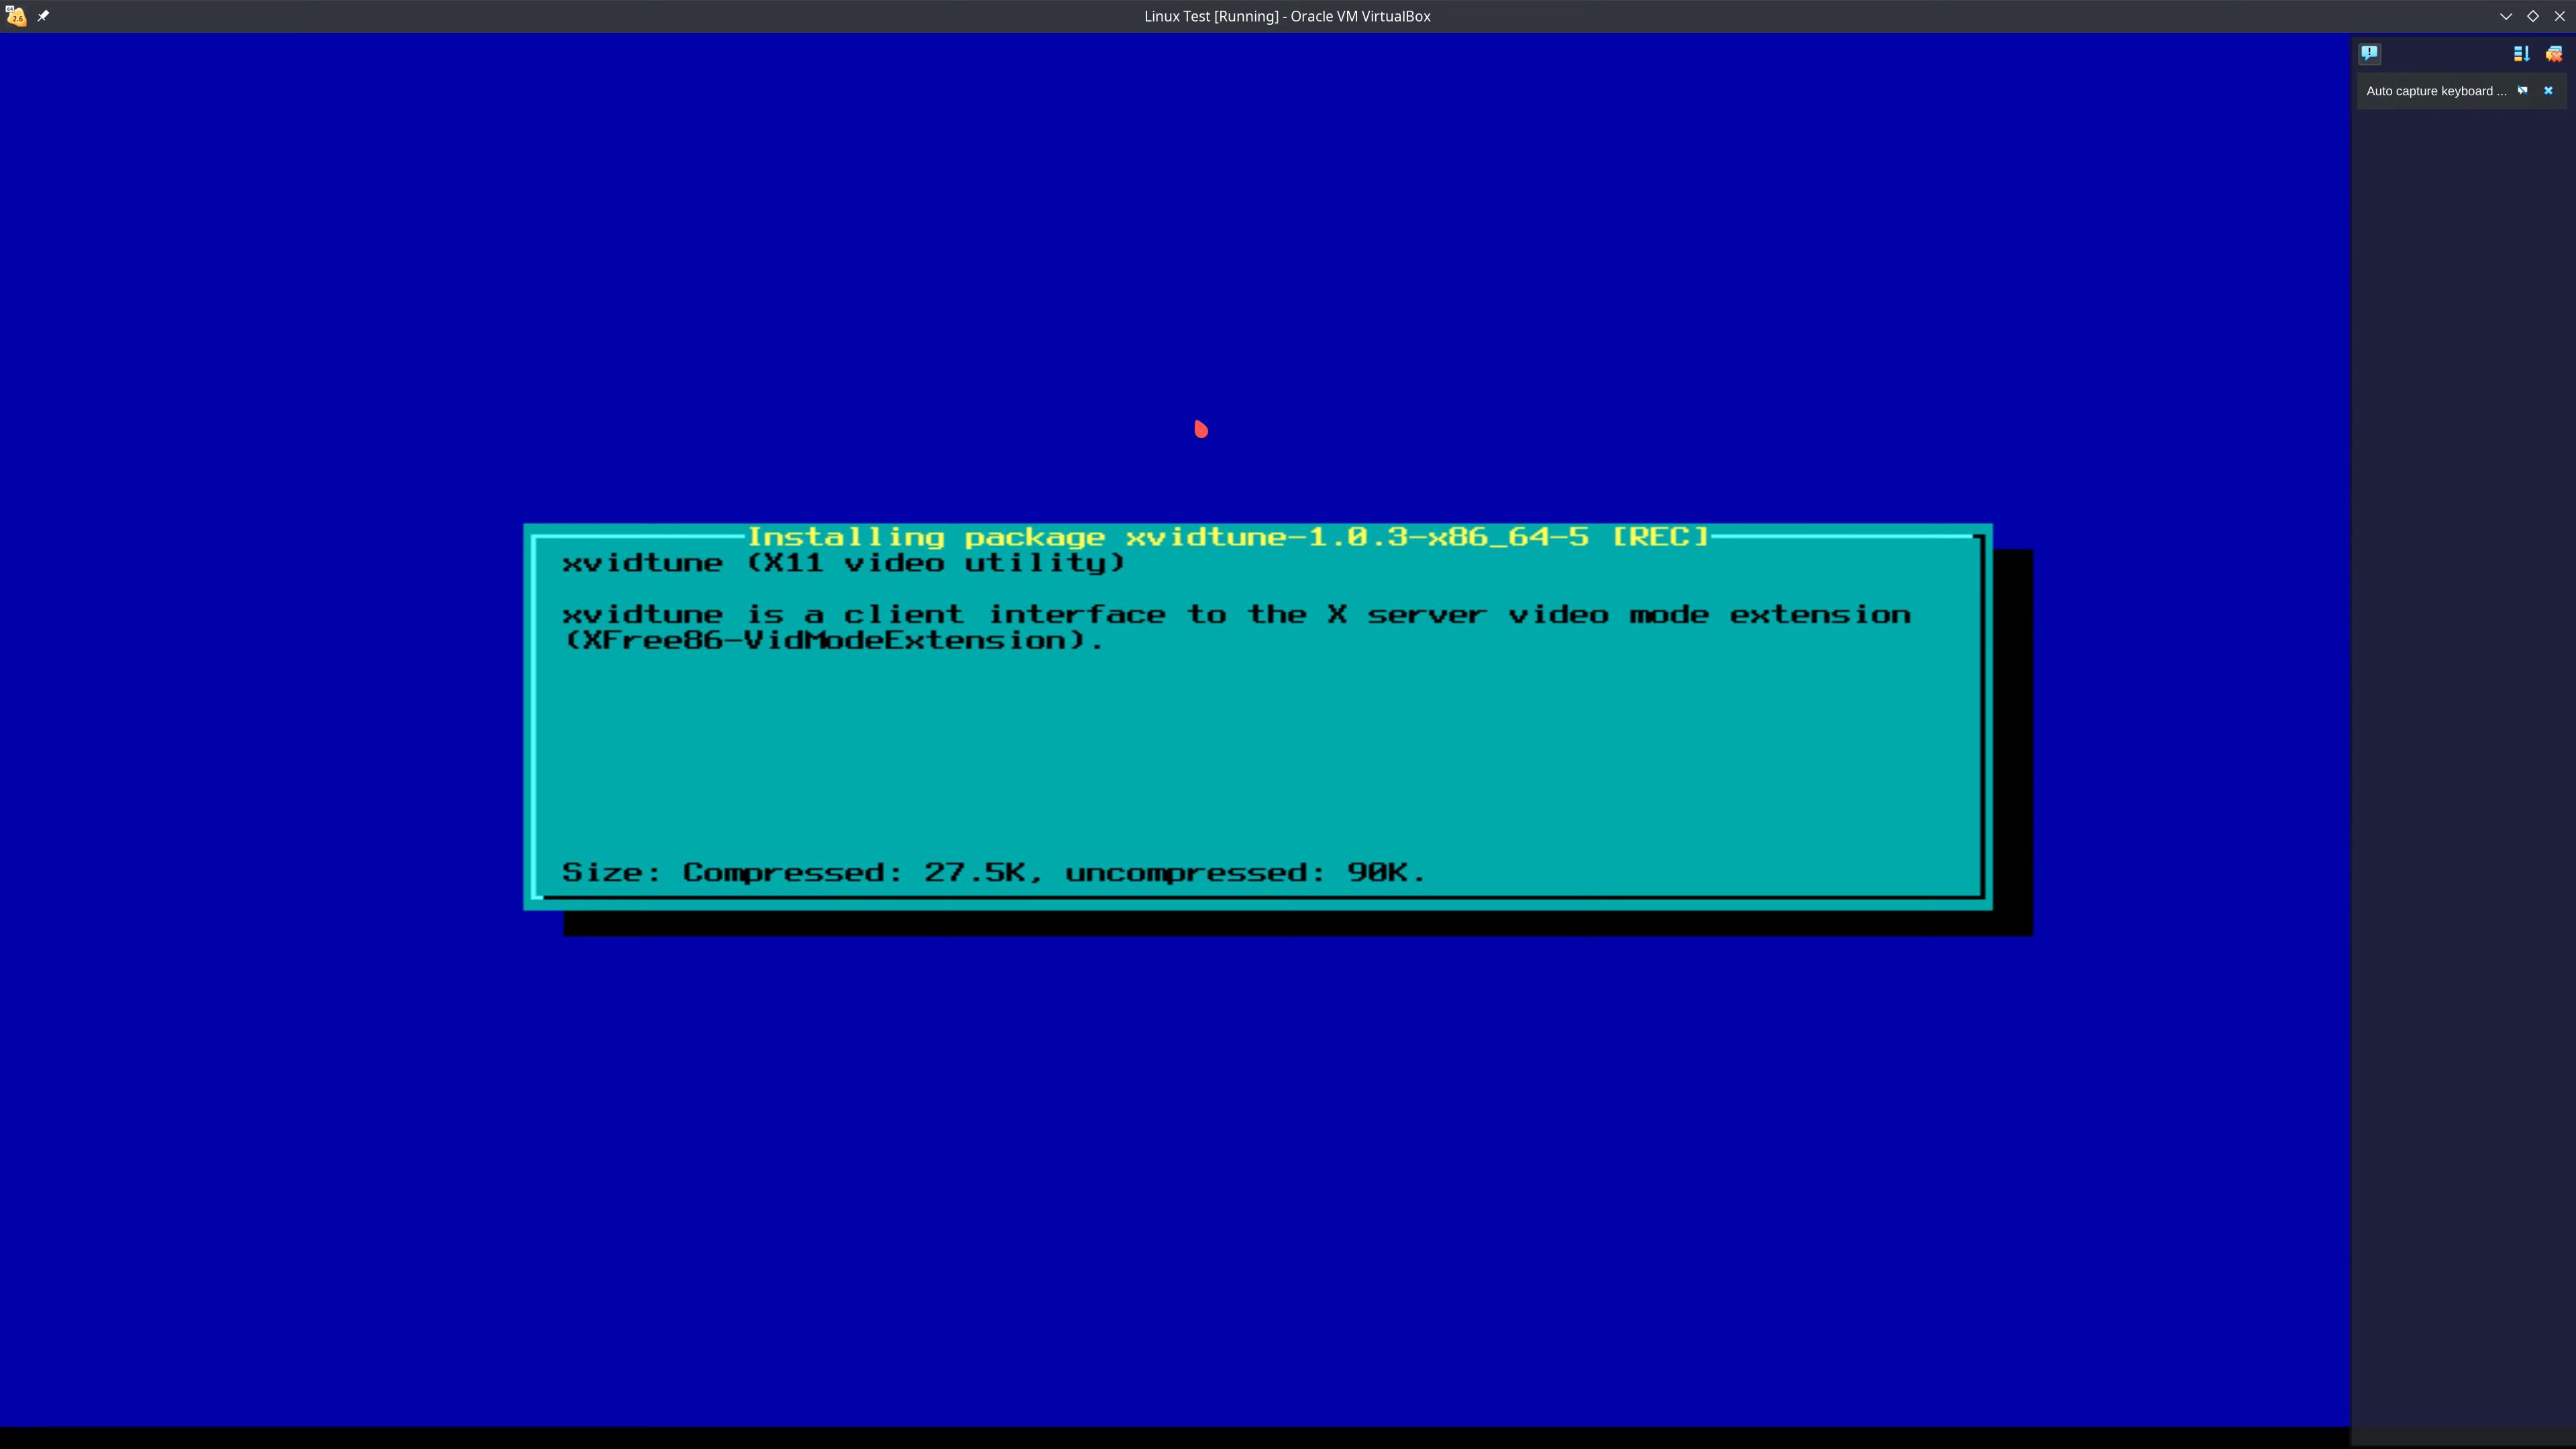 Linux Test [Running] - Oracle VM VirtualBox
Auto capture keyboard ...
Installing package xvidtune-1.0.3-x86_64-5 [REC]
xvidtune (X11 video utility)
xvidtune is a client interface to the X server video mode extension
(XFree86-VidModeExtension).
Size: Compressed: 27.5K, uncompressed: 90K.